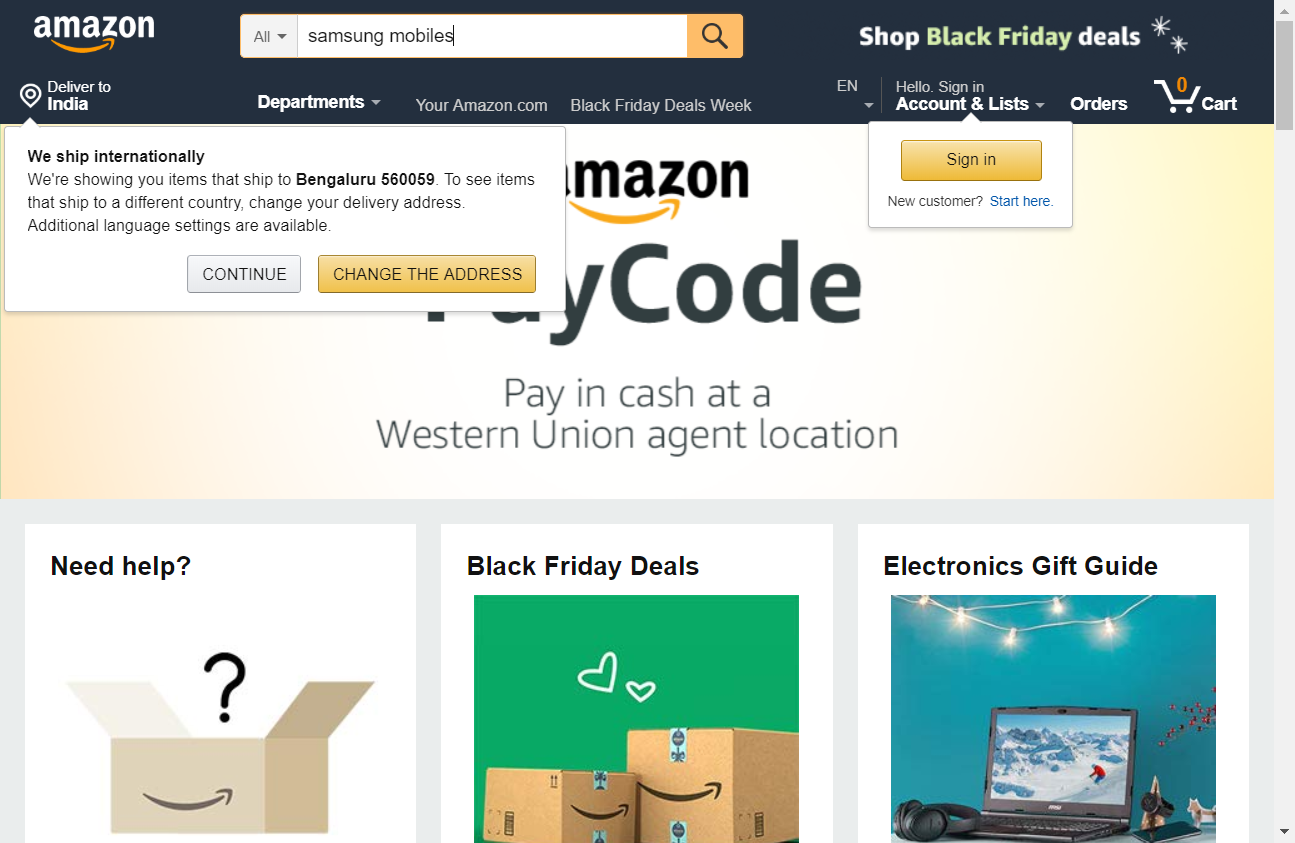 amazon
All
samsung mobiles
Shop Black Friday deals
Deliver to
India
Departments
Your Amazon.com
Black Friday Deals Week
EN
Hello. Sign in
Account & Lists
Orders
0
Cart
We ship internationally
We're showing you items that ship to Bengaluru 560059. To see items
that ship to a different country, change your delivery address.
Additional language settings are available.
CONTINUE
CHANGE THE ADDRESS
Sign in
New customer? Start here.
amazon
PayCode
Pay in cash at a
Western Union agent location
Need help?
Black Friday Deals
Electronics Gift Guide
?
msi